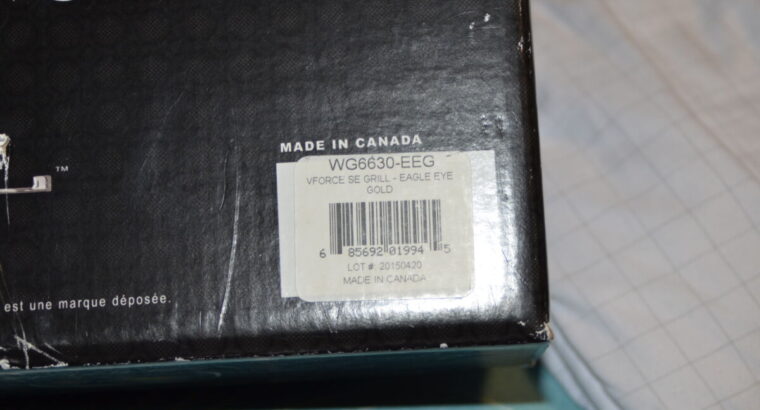 MADE IN CANADA
WG6630-EEG
VFORCE SE GRILL - EAGLE EYE
GOLD
6 85692 01994 5
LOT #: 20150420
MADE IN CANADA
™
est une marque déposée.